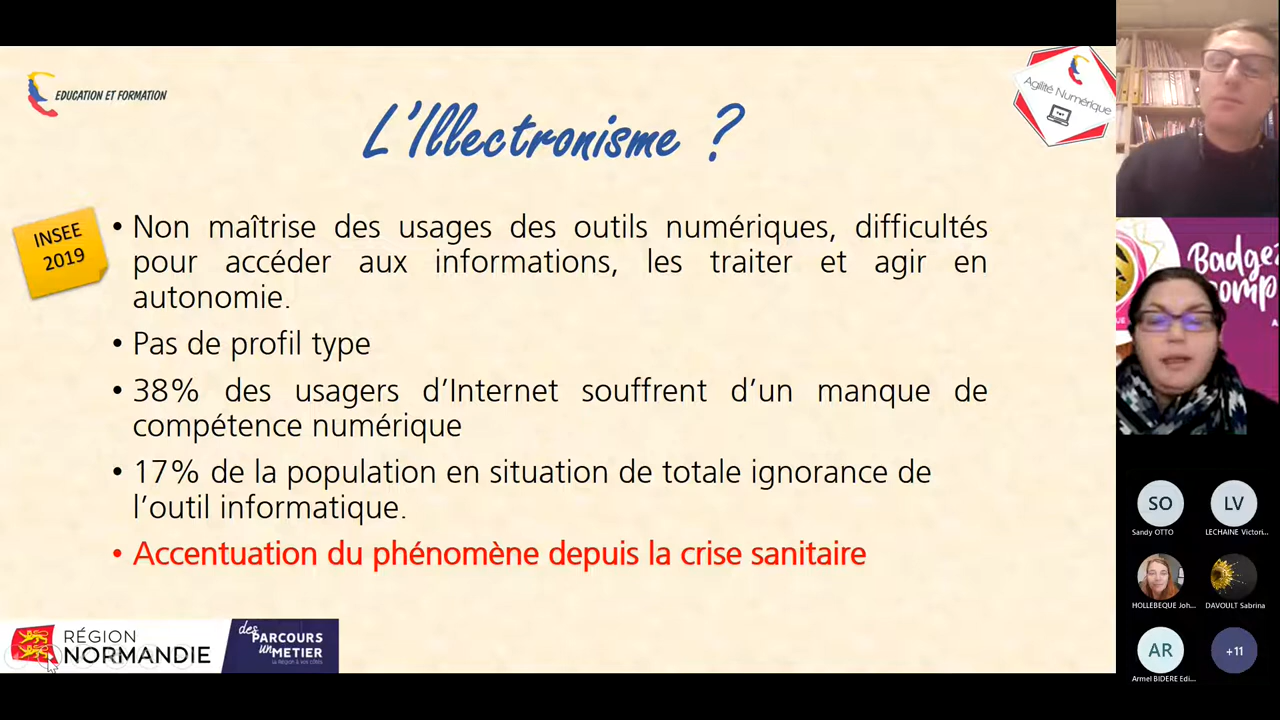 EDUCATION ET FORMATION
L'Illectronisme ?
Agilité Numérique
INSEE
2019
• Non maîtrise des usages des outils numériques, difficultés
pour accéder aux informations, les traiter et agir en
autonomie.
• Pas de profil type
• 38% des usagers d'Internet souffrent d'un manque de
compétence numérique
• 17% de la population en situation de totale ignorance de
l'outil informatique.
• Accentuation du phénomène depuis la crise sanitaire
RÉGION
NORMANDIE
des
PARCOURS
un
METIER
la Région à vos côtés
Badge
omp
SO
LV
Sandy OTTO
LECHAINE Victori...
HOLLEBEQUE Joh...
DAVOULT Sabrina
AR
+11
Armel BIDERE Edi...